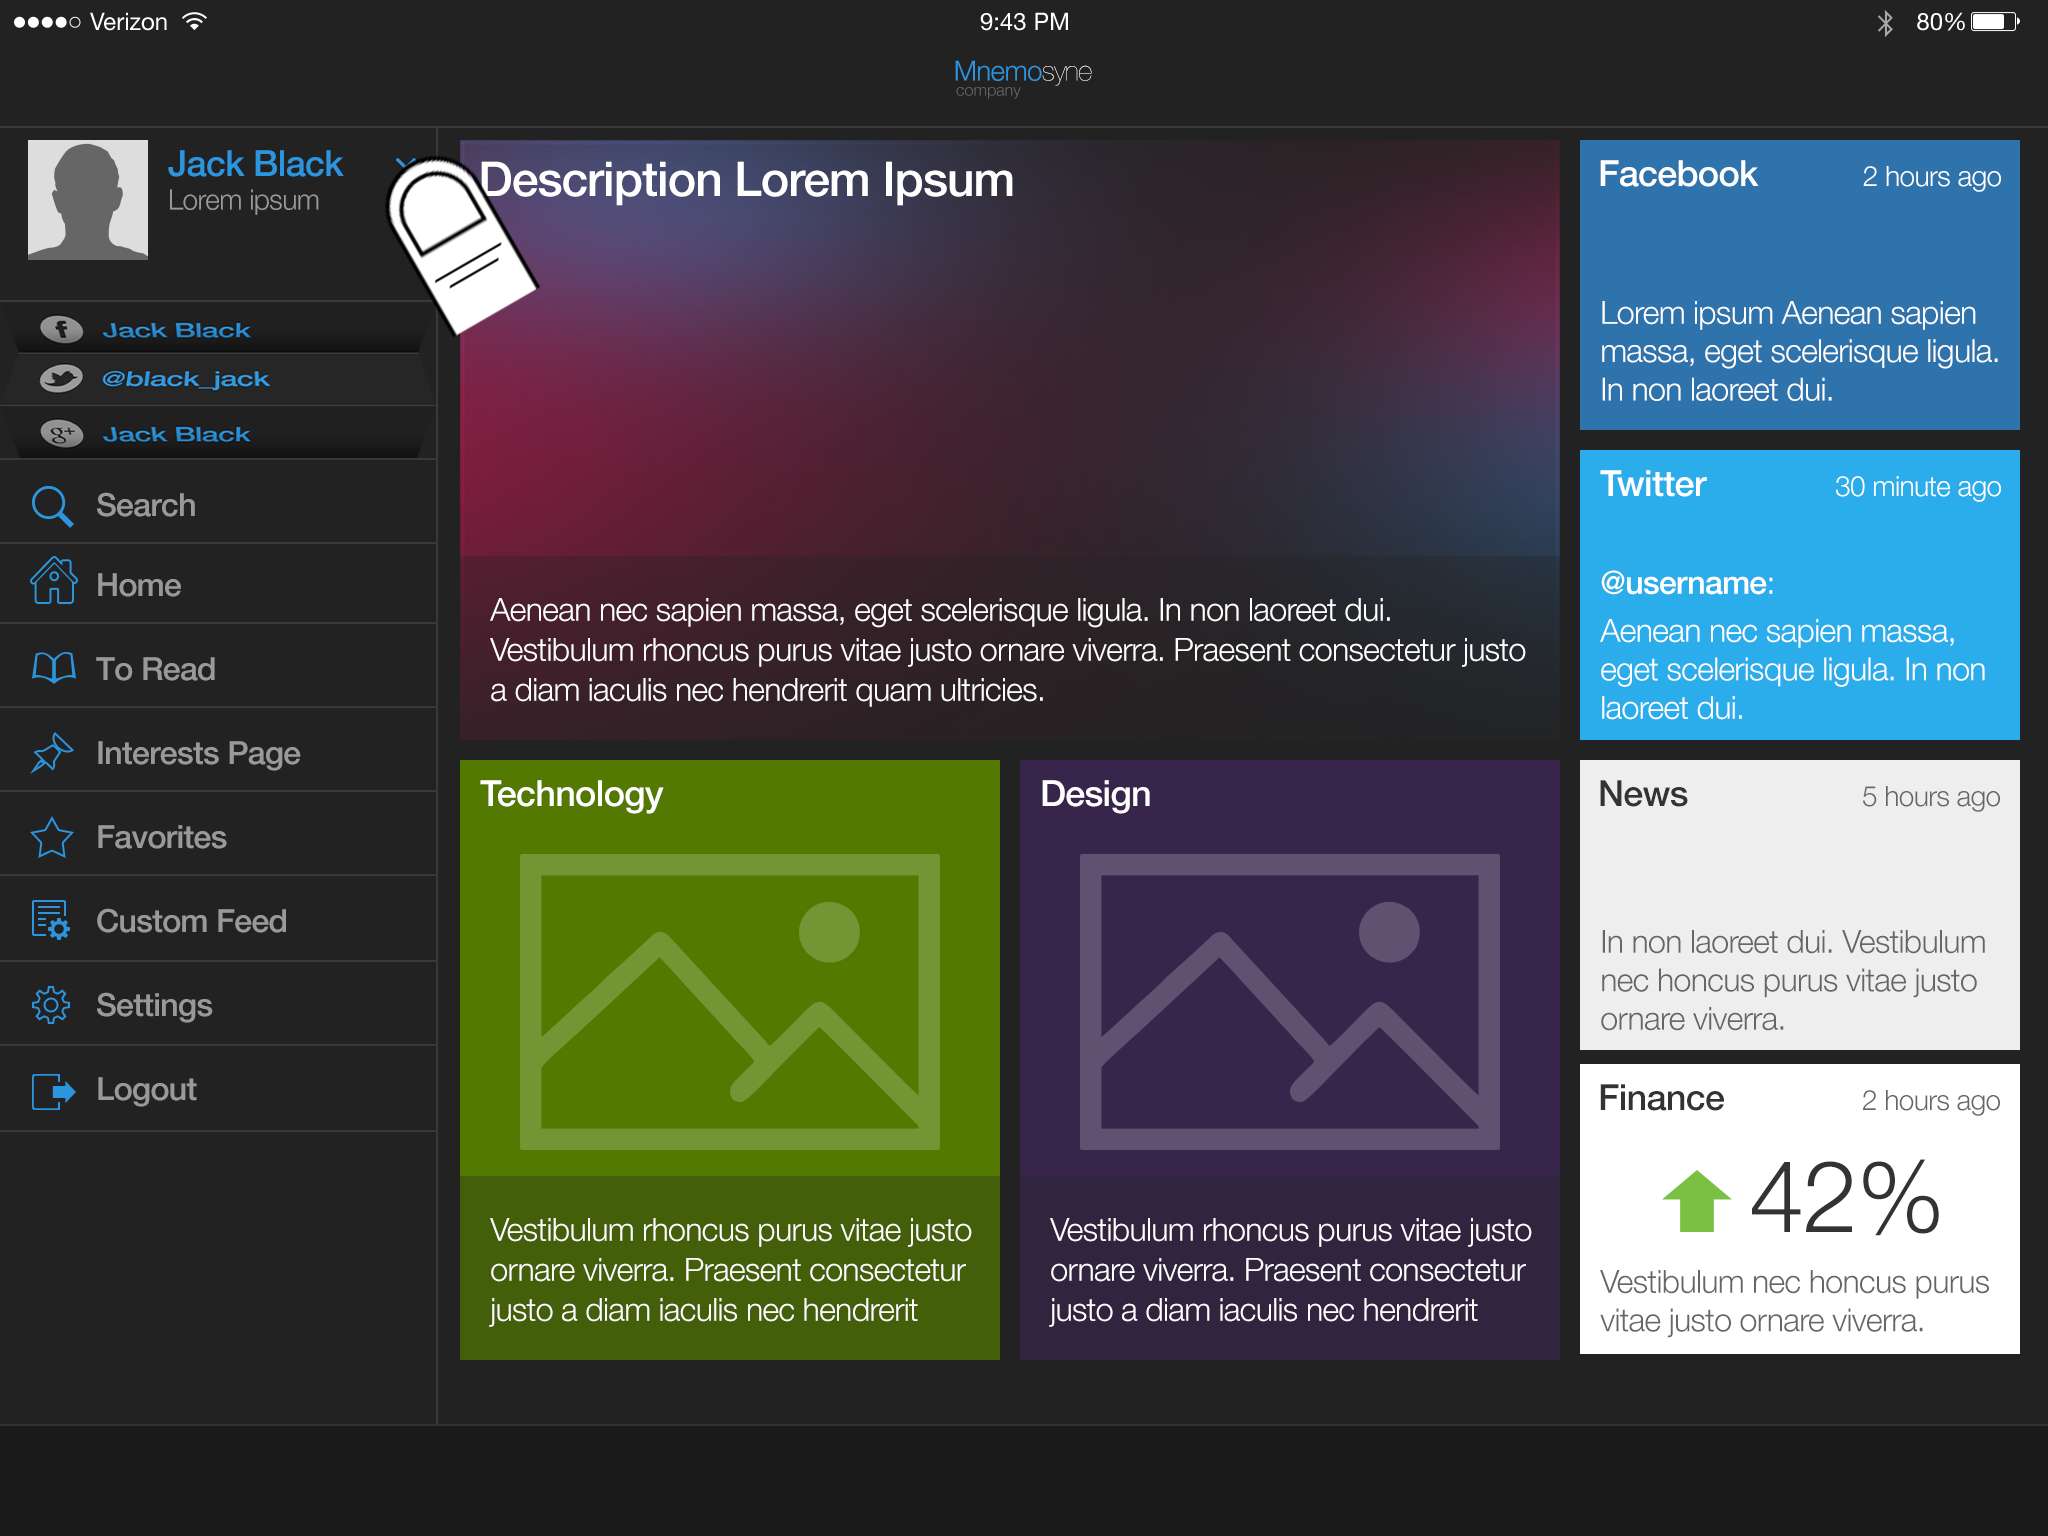 Verizon
9:43 PM
80%
Mnemosyne
company
Jack Black
Lorem ipsum
Jack Black
@black_jack
g+
Jack Black
Search
Home
To Read
Interests Page
Favorites
Custom Feed
Settings
Logout
Description Lorem Ipsum
Aenean nec sapien massa, eget scelerisque ligula. In non laoreet dui.
Vestibulum rhoncus purus vitae justo ornare viverra. Praesent consectetur justo
a diam iaculis nec hendrerit quam ultricies.
Technology
Vestibulum rhoncus purus vitae justo
ornare viverra. Praesent consectetur
justo a diam iaculis nec hendrerit
Design
Vestibulum rhoncus purus vitae justo
ornare viverra. Praesent consectetur
justo a diam iaculis nec hendrerit
Facebook 2 hours ago
Lorem ipsum Aenean sapien
massa, eget scelerisque ligula.
In non laoreet dui.
Twitter 30 minute ago
@username:
Aenean nec sapien massa,
eget scelerisque ligula. In non
laoreet dui.
News 5 hours ago
In non laoreet dui. Vestibulum
nec honcus purus vitae justo
ornare viverra.
Finance 2 hours ago
42%
Vestibulum nec honcus purus
vitae justo ornare viverra.